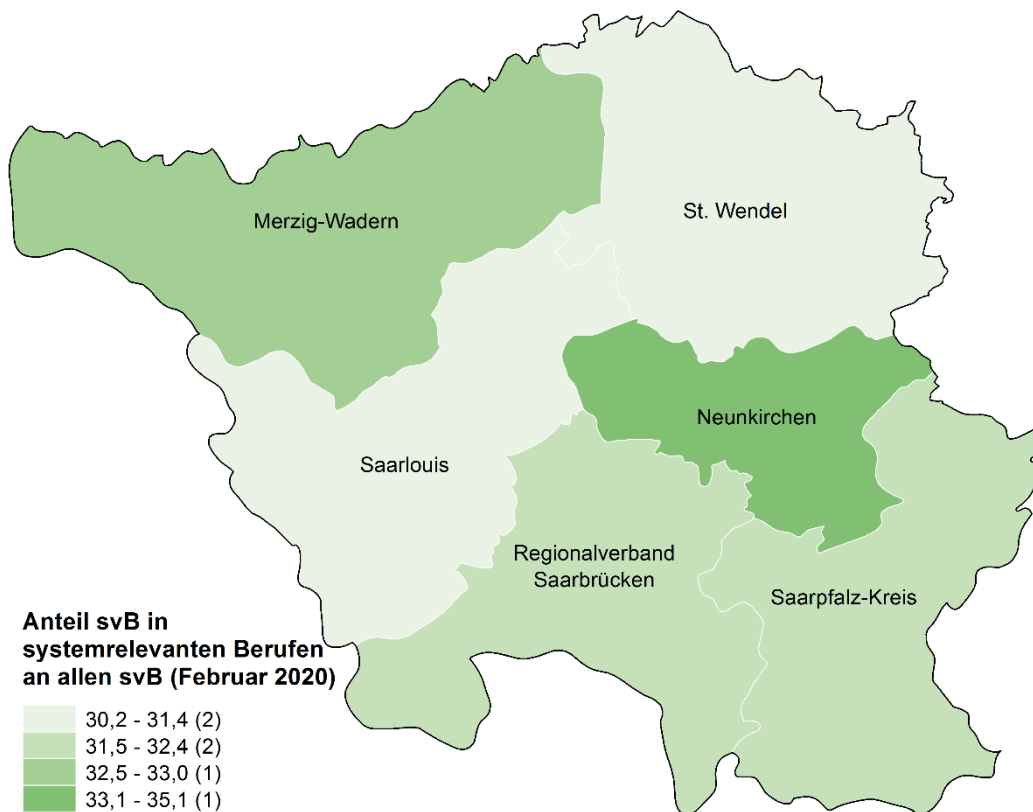 Merzig-Wadern
St. Wendel
Neunkirchen
Saarlouis
Regionalverband
Saarbrücken
Saarpfalz-Kreis
Anteil svB in
systemrelevanten Berufen
an allen svB (Februar 2020)
30,2 - 31,4 (2)
31,5 - 32,4 (2)
32,5 - 33,0 (1)
33,1 - 35,1 (1)